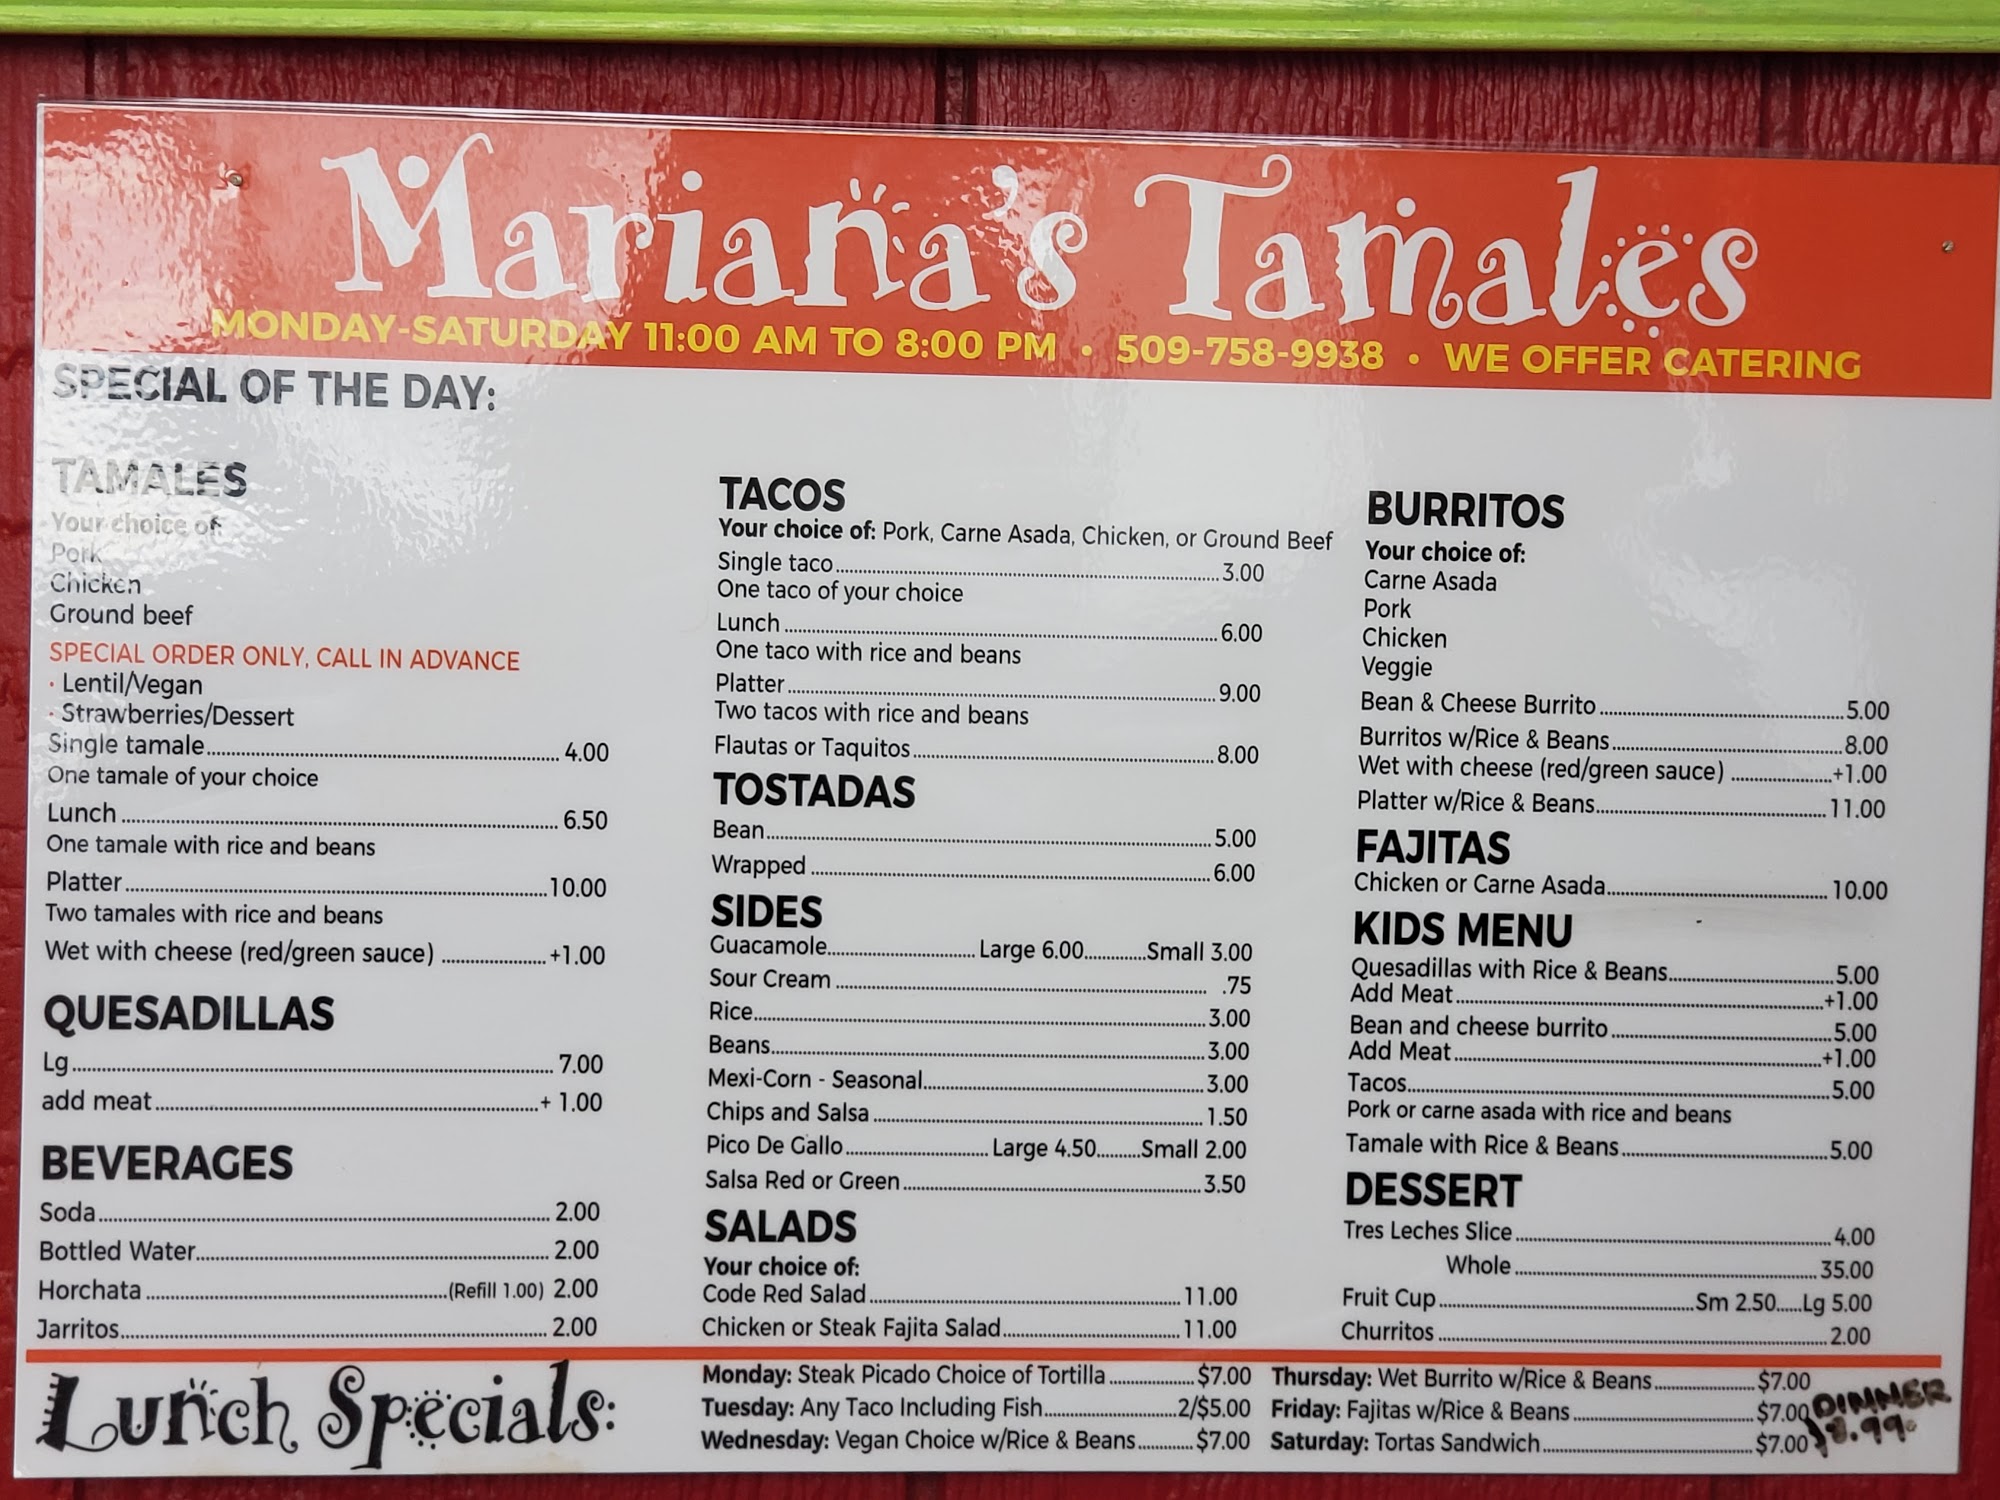 Mariana's Tamales
MONDAY-SATURDAY 11:00 AM TO 8:00 PM • 509-758-9938 • WE OFFER CATERING
SPECIAL OF THE DAY:
TAMALES
Your choice of:
Pork
Chicken
Ground beef
SPECIAL ORDER ONLY, CALL IN ADVANCE
· Lentil/Vegan
· Strawberries/Dessert
Single tamale 4.00
One tamale of your choice
Lunch 6.50
One tamale with rice and beans
Platter 10.00
Two tamales with rice and beans
Wet with cheese (red/green sauce) +1.00
QUESADILLAS
Lg 7.00
add meat + 1.00
BEVERAGES
Soda 2.00
Bottled Water 2.00
Horchata (Refill 1.00) 2.00
Jarritos 2.00
TACOS
Your choice of: Pork, Carne Asada, Chicken, or Ground Beef
Single taco 3.00
One taco of your choice
Lunch 6.00
One taco with rice and beans
Platter 9.00
Two tacos with rice and beans
Flautas or Taquitos 8.00
TOSTADAS
Bean 5.00
Wrapped 6.00
SIDES
Guacamole Large 6.00 Small 3.00
Sour Cream .75
Rice 3.00
Beans 3.00
Mexi-Corn - Seasonal 3.00
Chips and Salsa 1.50
Pico De Gallo Large 4.50 Small 2.00
Salsa Red or Green 3.50
SALADS
Your choice of:
Code Red Salad 11.00
Chicken or Steak Fajita Salad 11.00
BURRITOS
Your choice of:
Carne Asada
Pork
Chicken
Veggie
Bean & Cheese Burrito 5.00
Burritos w/Rice & Beans 8.00
Wet with cheese (red/green sauce) +1.00
Platter w/Rice & Beans 11.00
FAJITAS
Chicken or Carne Asada 10.00
KIDS MENU
Quesadillas with Rice & Beans 5.00
Add Meat +1.00
Bean and cheese burrito 5.00
Add Meat +1.00
Tacos 5.00
Pork or carne asada with rice and beans
Tamale with Rice & Beans 5.00
DESSERT
Tres Leches Slice 4.00
Whole 35.00
Fruit Cup Sm 2.50 Lg 5.00
Churritos 2.00
Lunch Specials:
Monday: Steak Picado Choice of Tortilla $7.00
Tuesday: Any Taco Including Fish 2/$5.00
Wednesday: Vegan Choice w/Rice & Beans $7.00
Thursday: Wet Burrito w/Rice & Beans $7.00
Friday: Fajitas w/Rice & Beans $7.00
Saturday: Tortas Sandwich $7.00
DINNER